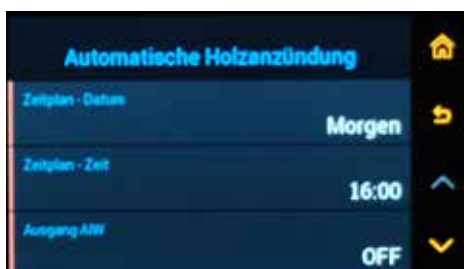 Automatische Holzanzündung
Zeitplan - Datum
Morgen
Zeitplan - Zeit
16:00
Ausgang AIW
OFF